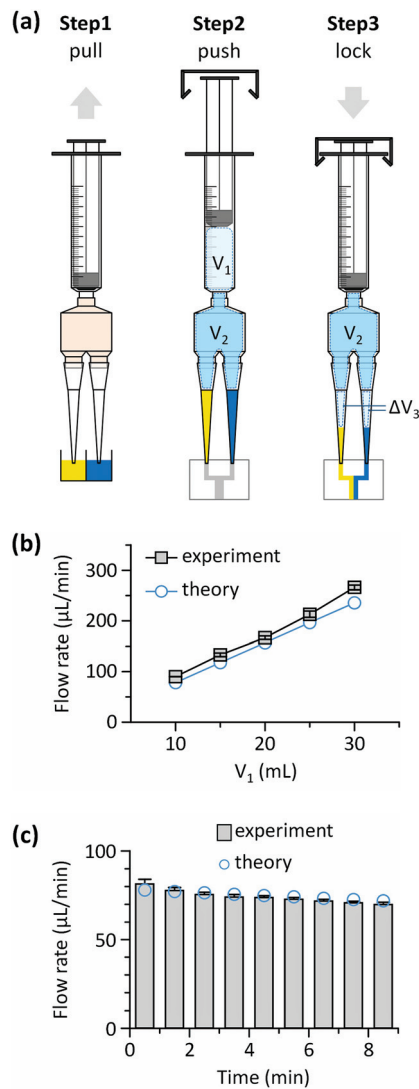 (a) Step1 Step2 Step3
pull push lock
V₁
V₂ V₂
ΔV₃
(b)
experiment
theory
300
200
100
0
Flow rate (μL/min)
10 15 20 25 30
V₁ (mL)
(c)
experiment
theory
100
50
0
Flow rate (μL/min)
0 2 4 6 8
Time (min)